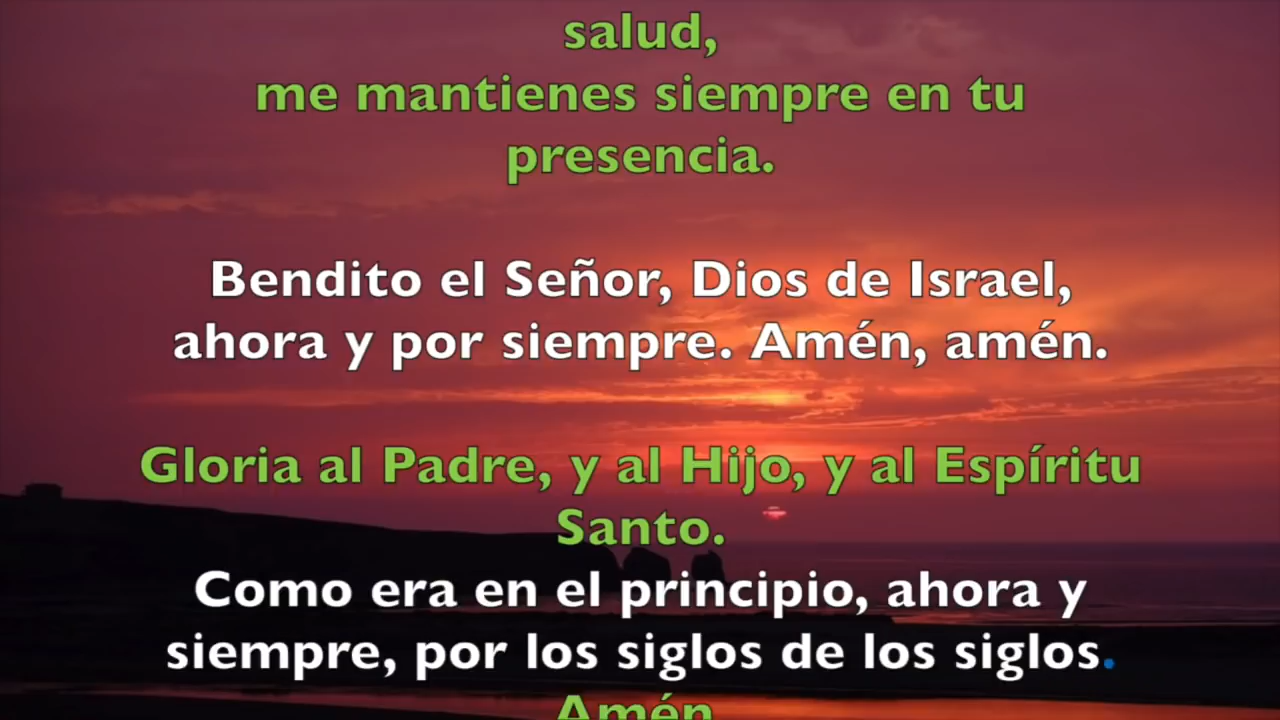 salud,
me mantienes siempre en tu
presencia.
Bendito el Señor, Dios de Israel,
ahora y por siempre. Amén, amén.
Gloria al Padre, y al Hijo, y al Espíritu
Santo.
Como era en el principio, ahora y
siempre, por los siglos de los siglos.
Amén